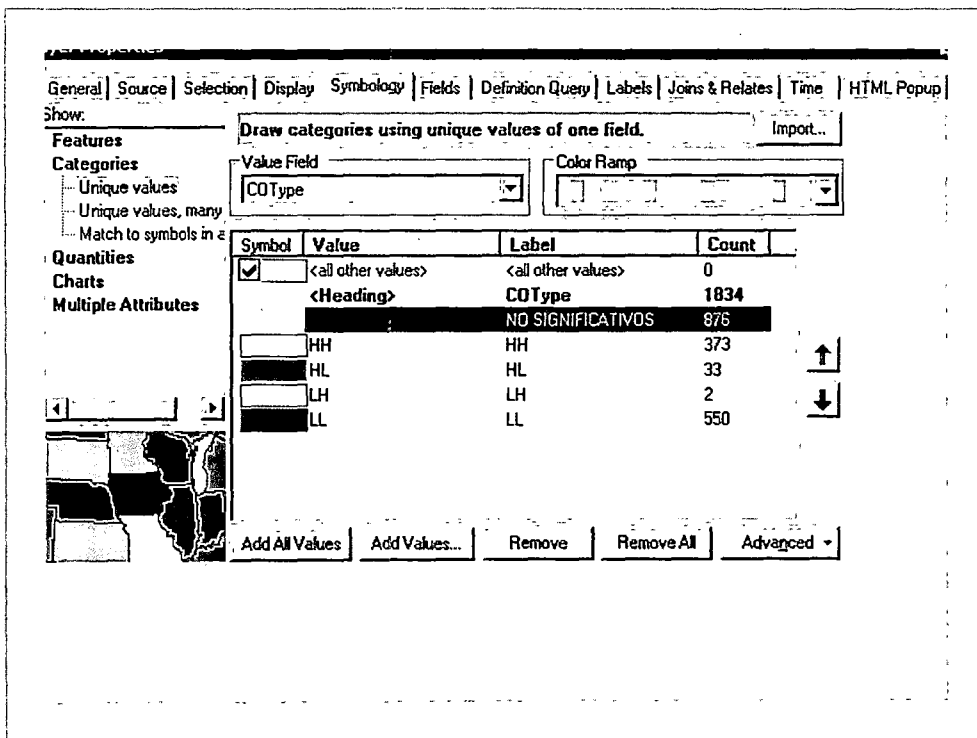 General Source Selection Display Symbology Fields Definition Query Labels Joins & Relates Time HTML Popup
Show:
Features
Categories
Unique values
Unique values, many
Match to symbols in a
Quantities
Charts
Multiple Attributes
Draw categories using unique values of one field.
Import...
Value Field
COType
Color Ramp
Symbol Value Label Count
<all other values> <all other values> 0
<Heading> COType 1834
NO SIGNIFICATIVOS 876
HH HH 373
HL HL 33
LH LH 2
LL LL 550
Add All Values Add Values... Remove Remove All Advanced